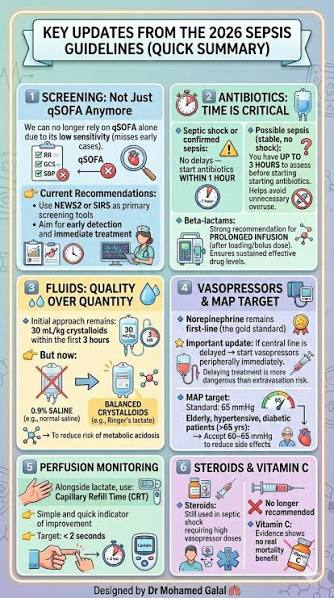 KEY UPDATES FROM THE 2026 SEPSIS
GUIDELINES (QUICK SUMMARY)
1 SCREENING: Not Just
qSOFA Anymore
We can no longer rely on qSOFA alone
due to its low sensitivity (misses early
cases).
RR
GCS
SBP
qSOFA
Current Recommendations:
• Use NEWS2 or SIRS as primary
screening tools
• Aim for early detection
and immediate treatment
2 ANTIBIOTICS:
TIME IS CRITICAL
Septic shock or
confirmed
sepsis:
No delays —
start antibiotics
WITHIN 1 HOUR
Possible sepsis
(stable, no
shock):
You have UP TO
3 HOURS to assess
before starting
starting antibiotics.
Helps avoid
unnecessary
overuse.
Beta-lactams:
Strong recommendation for
PROLONGED INFUSION
(after loading/bolus dose).
Ensures sustained effective
drug levels.
3 FLUIDS: QUALITY
OVER QUANTITY
Initial approach remains:
30 mL/kg crystalloids
within the first 3 hours
30
mL/kg
3
HR
But now:
0.9% SALINE
(e.g., normal saline)
BALANCED
CRYSTALLOIDS
(e.g., Ringer's lactate)
→ To reduce risk of metabolic acidosis
4 VASOPRESSORS
& MAP TARGET
Norepinephrine remains
first-line (the gold standard)
Important update: If central line
is delayed → start vasopressors
peripherally immediately.
Delaying treatment is more
dangerous than extravasation risk.
MAP target:
Standard: 65 mmHg
65
Elderly, hypertensive, diabetic
patients (>65 yrs):
→ Accept 60–65 mmHg
to reduce side effects
5 PERFUSION MONITORING
Alongside lactate, use:
Capillary Refill Time (CRT)
Simple and quick indicator
of improvement
Target: < 2 seconds
Lactate
6 STEROIDS & VITAMIN C
Steroids:
Still used in septic
shock
requiring high
vasopressor doses
No longer
recommended
Vitamin C:
Evidence shows
no real
mortality benefit
Designed by Dr Mohamed Galal